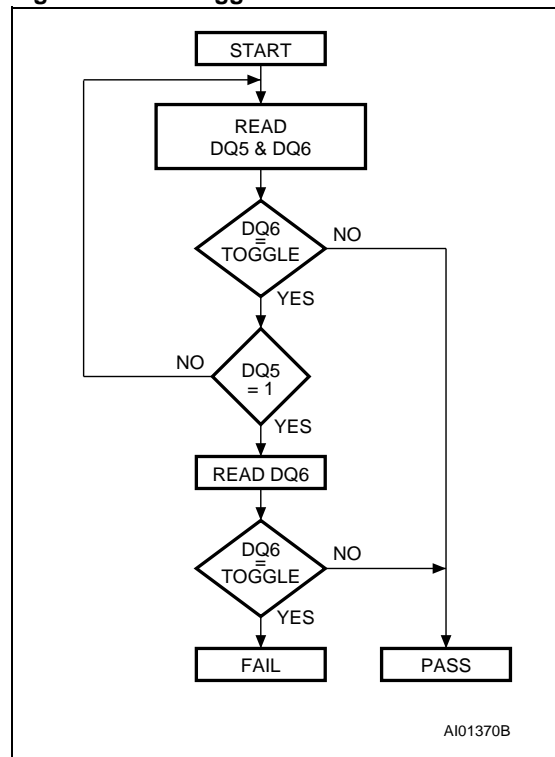 START
READ
DQ5 & DQ6
DQ6
=
TOGGLE
NO
YES
NO
DQ5
= 1
YES
READ DQ6
DQ6
=
TOGGLE
NO
YES
FAIL
PASS
AI01370B